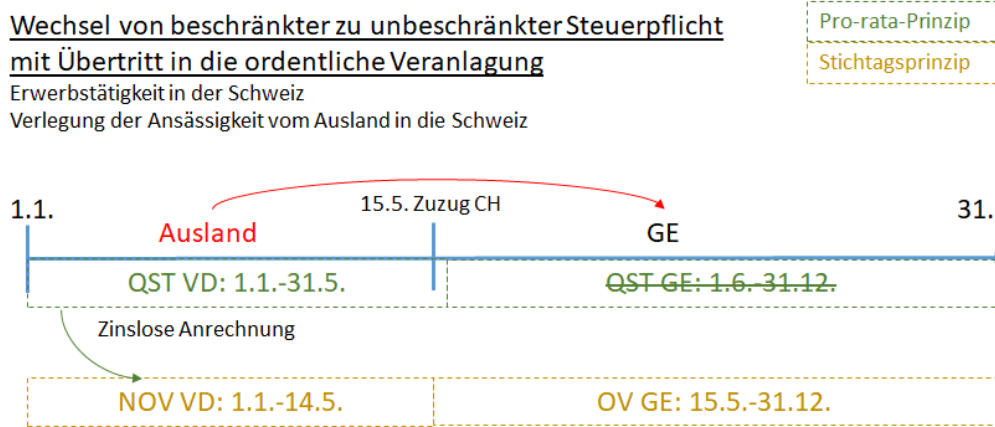 Wechsel von beschränkter zu unbeschränkter Steuerpflicht
mit Übertritt in die ordentliche Veranlagung
Erwerbstätigkeit in der Schweiz
Verlegung der Ansässigkeit vom Ausland in die Schweiz
Pro-rata-Prinzip
Stichtagsprinzip
1.1.
15.5. Zuzug CH
31.
Ausland
GE
QST VD: 1.1.-31.5.
QST GE: 1.6.-31.12.
Zinslose Anrechnung
NOV VD: 1.1.-14.5.
OV GE: 15.5.-31.12.